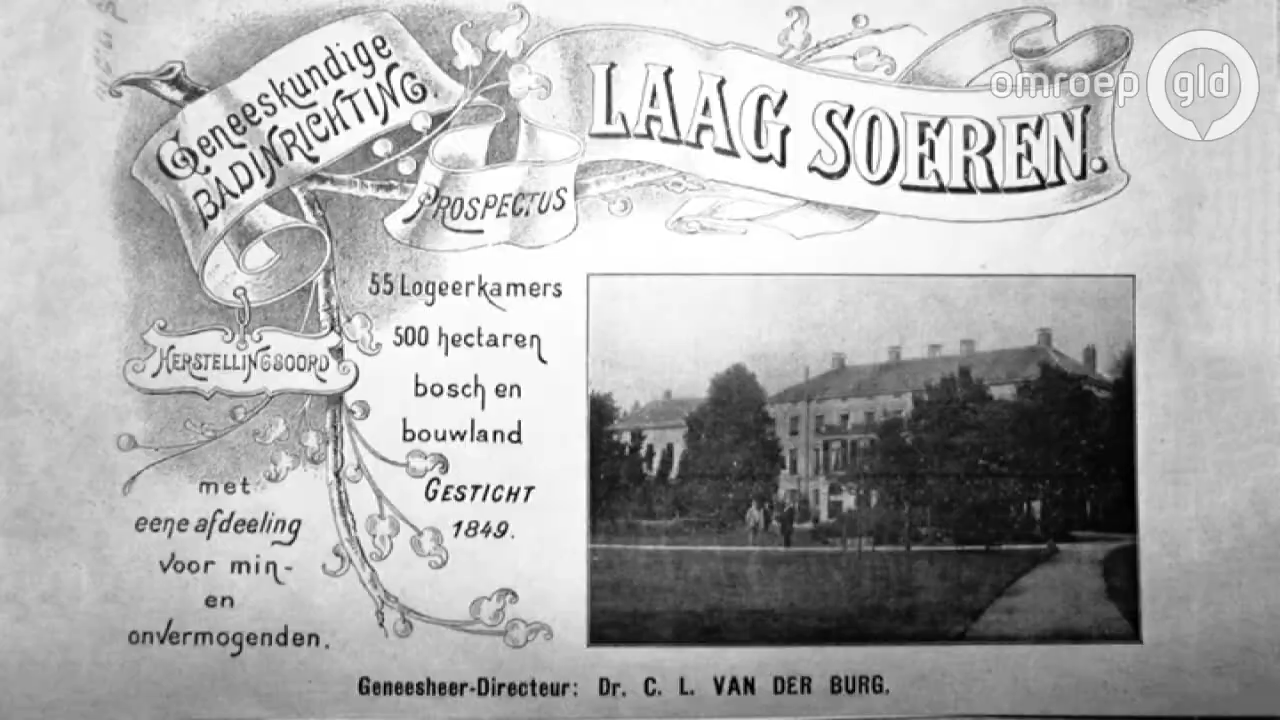 Geneeskundige
BADINRICHTING.
LAAG SOEREN.
omroep gld
PROSPECTUS
55 Logeerkamers
500 hectaren
bosch en
bouwland
GESTICHT
1849.
HERSTELLINGSOORD
met
eene afdeeling
voor min-
en
onvermogenden.
Geneesheer-Directeur: Dr. C. L. VAN DER BURG.